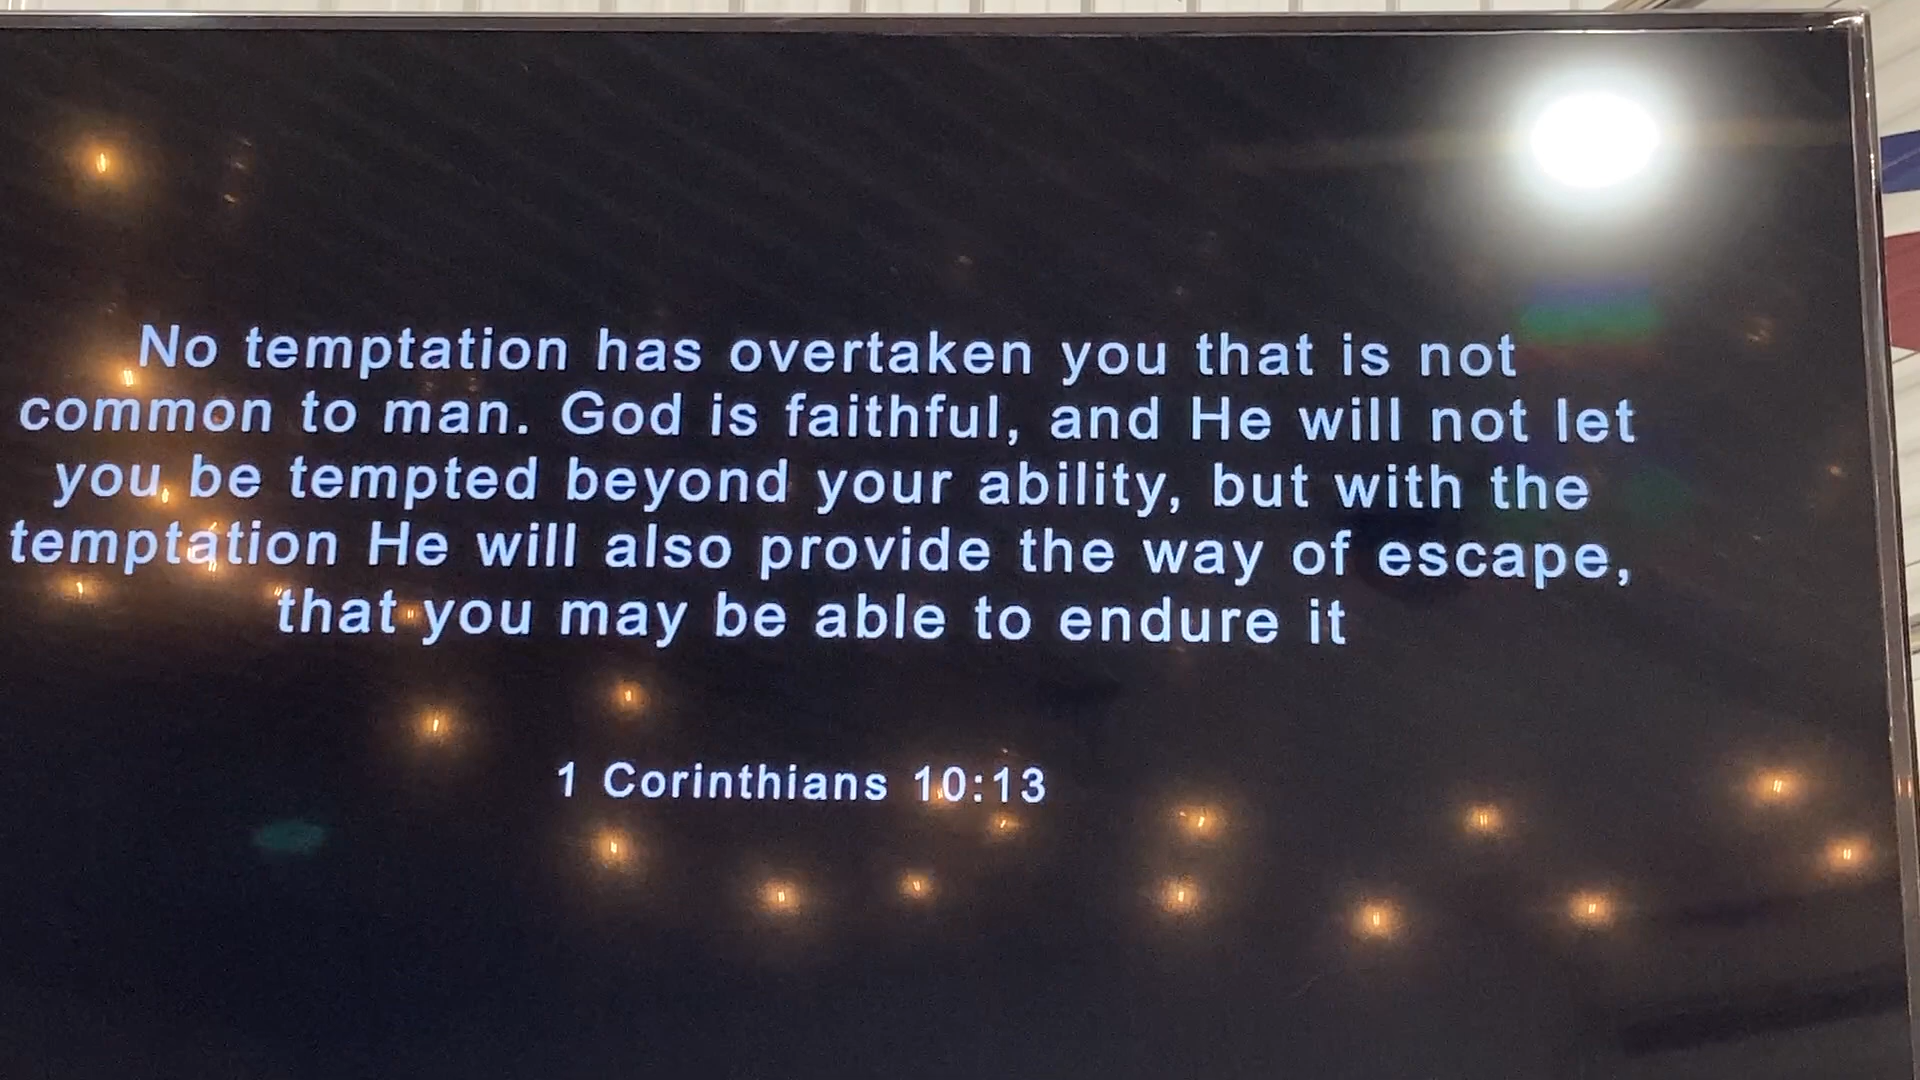 No temptation has overtaken you that is not
common to man. God is faithful, and He will not let
you be tempted beyond your ability, but with the
temptation He will also provide the way of escape,
that you may be able to endure it
1 Corinthians 10:13